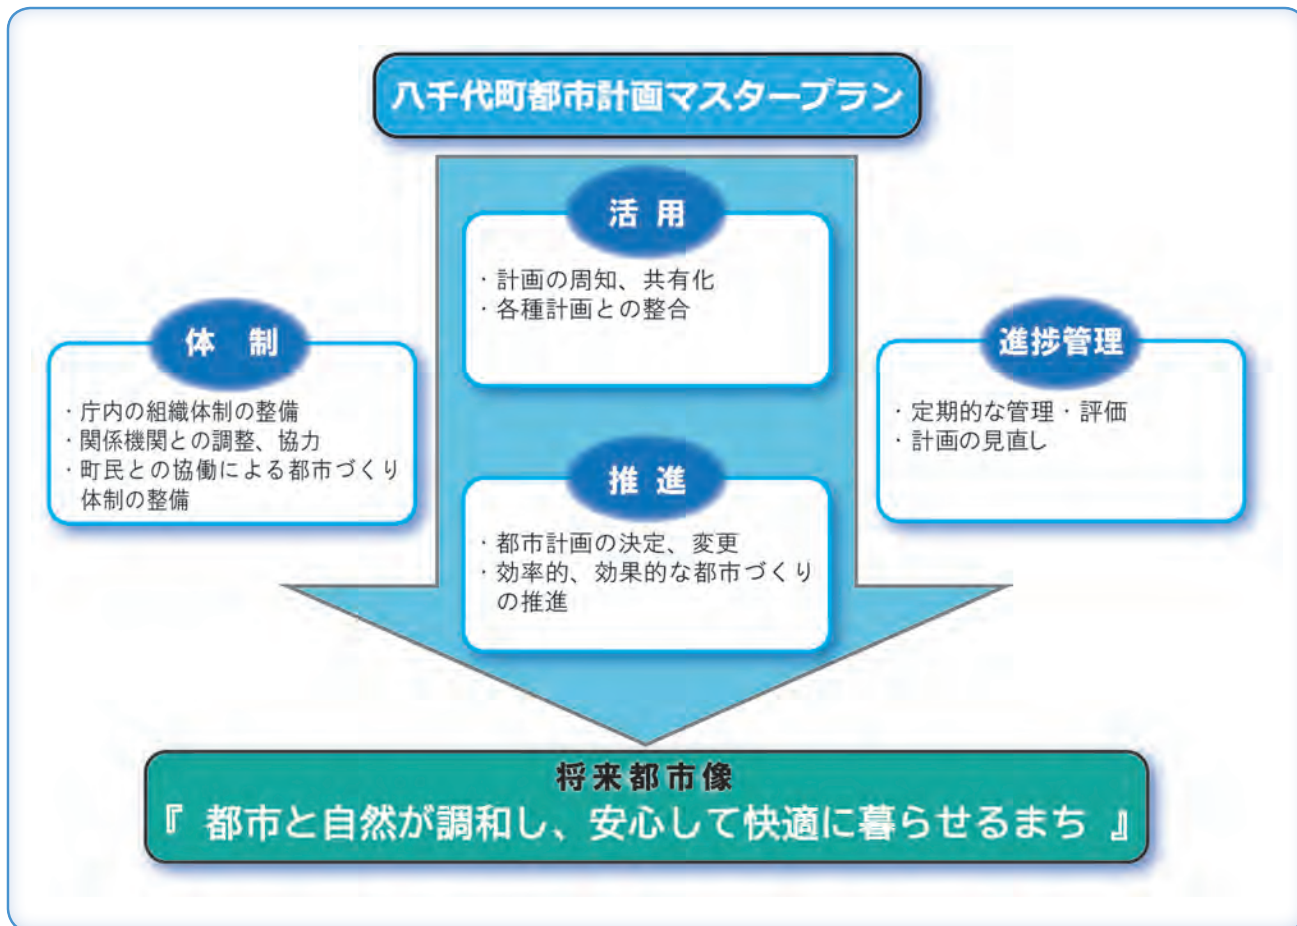 八千代町都市計画マスタープラン
活 用
・計画の周知、共有化
・各種計画との整合
体 制
・庁内の組織体制の整備
・関係機関との調整、協力
・町民との協働による都市づくり
体制の整備
進捗管理
・定期的な管理・評価
・計画の見直し
推 進
・都市計画の決定、変更
・効率的、効果的な都市づくり
の推進
将来都市像
『 都市と自然が調和し、安心して快適に暮らせるまち 』